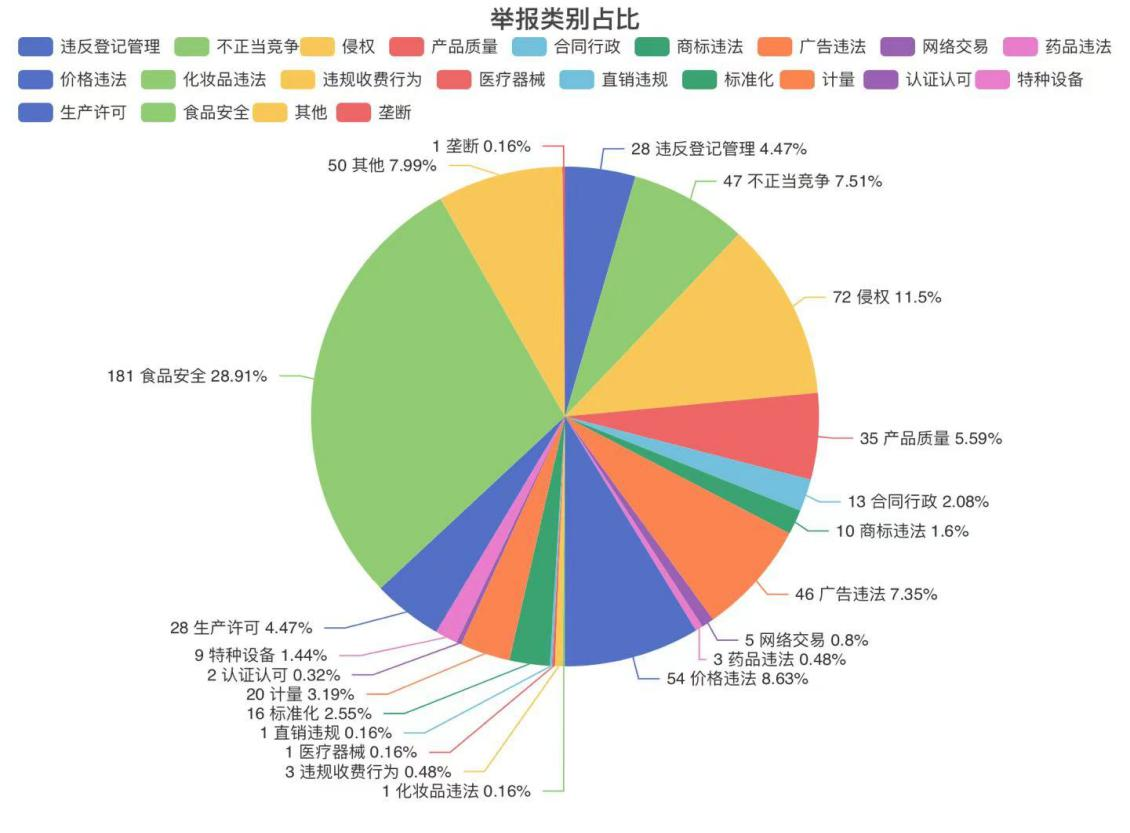 举报类别占比
违反登记管理 不正当竞争 侵权 产品质量 合同行政 商标违法 广告违法 网络交易 药品违法
价格违法 化妆品违法 违规收费行为 医疗器械 直销违规 标准化 计量 认证认可 特种设备
生产许可 食品安全 其他 垄断
1 垄断 0.16%
28 违反登记管理 4.47%
50 其他 7.99%
47 不正当竞争 7.51%
72 侵权 11.5%
181 食品安全 28.91%
35 产品质量 5.59%
13 合同行政 2.08%
10 商标违法 1.6%
46 广告违法 7.35%
28 生产许可 4.47%
5 网络交易 0.8%
9 特种设备 1.44%
3 药品违法 0.48%
2 认证认可 0.32%
54 价格违法 8.63%
20 计量 3.19%
16 标准化 2.55%
1 直销违规 0.16%
1 医疗器械 0.16%
3 违规收费行为 0.48%
1 化妆品违法 0.16%